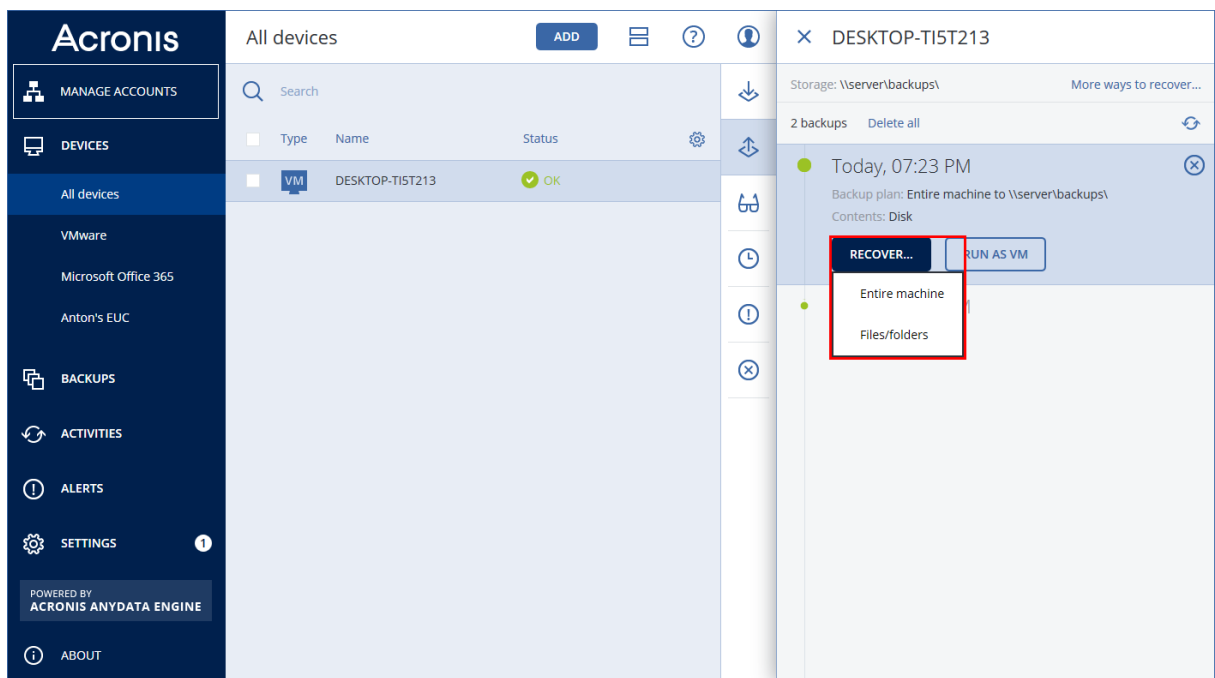 Acronis
MANAGE ACCOUNTS
DEVICES
All devices
VMware
Microsoft Office 365
Anton's EUC
BACKUPS
ACTIVITIES
ALERTS
SETTINGS 1
POWERED BY
ACRONIS ANYDATA ENGINE
ABOUT
All devices ADD ?
Search
Type Name Status
VM DESKTOP-TI5T213 OK
DESKTOP-TI5T213
Storage: \\server\backups\ More ways to recover...
2 backups Delete all
Today, 07:23 PM
Backup plan: Entire machine to \\server\backups\
Contents: Disk
RECOVER... RUN AS VM
Entire machine
Files/folders